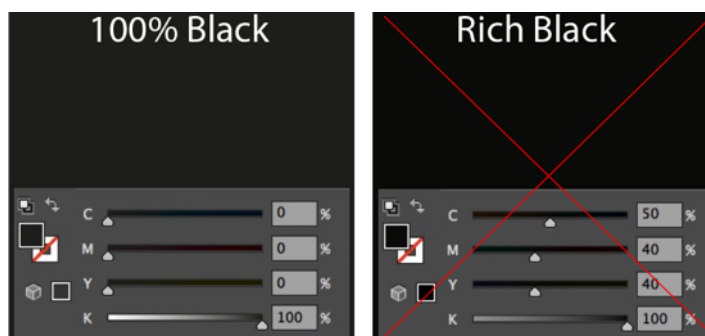 100% Black
C 0 %
M 0 %
Y 0 %
K 100 %
Rich Black
C 50 %
M 40 %
Y 40 %
K 100 %